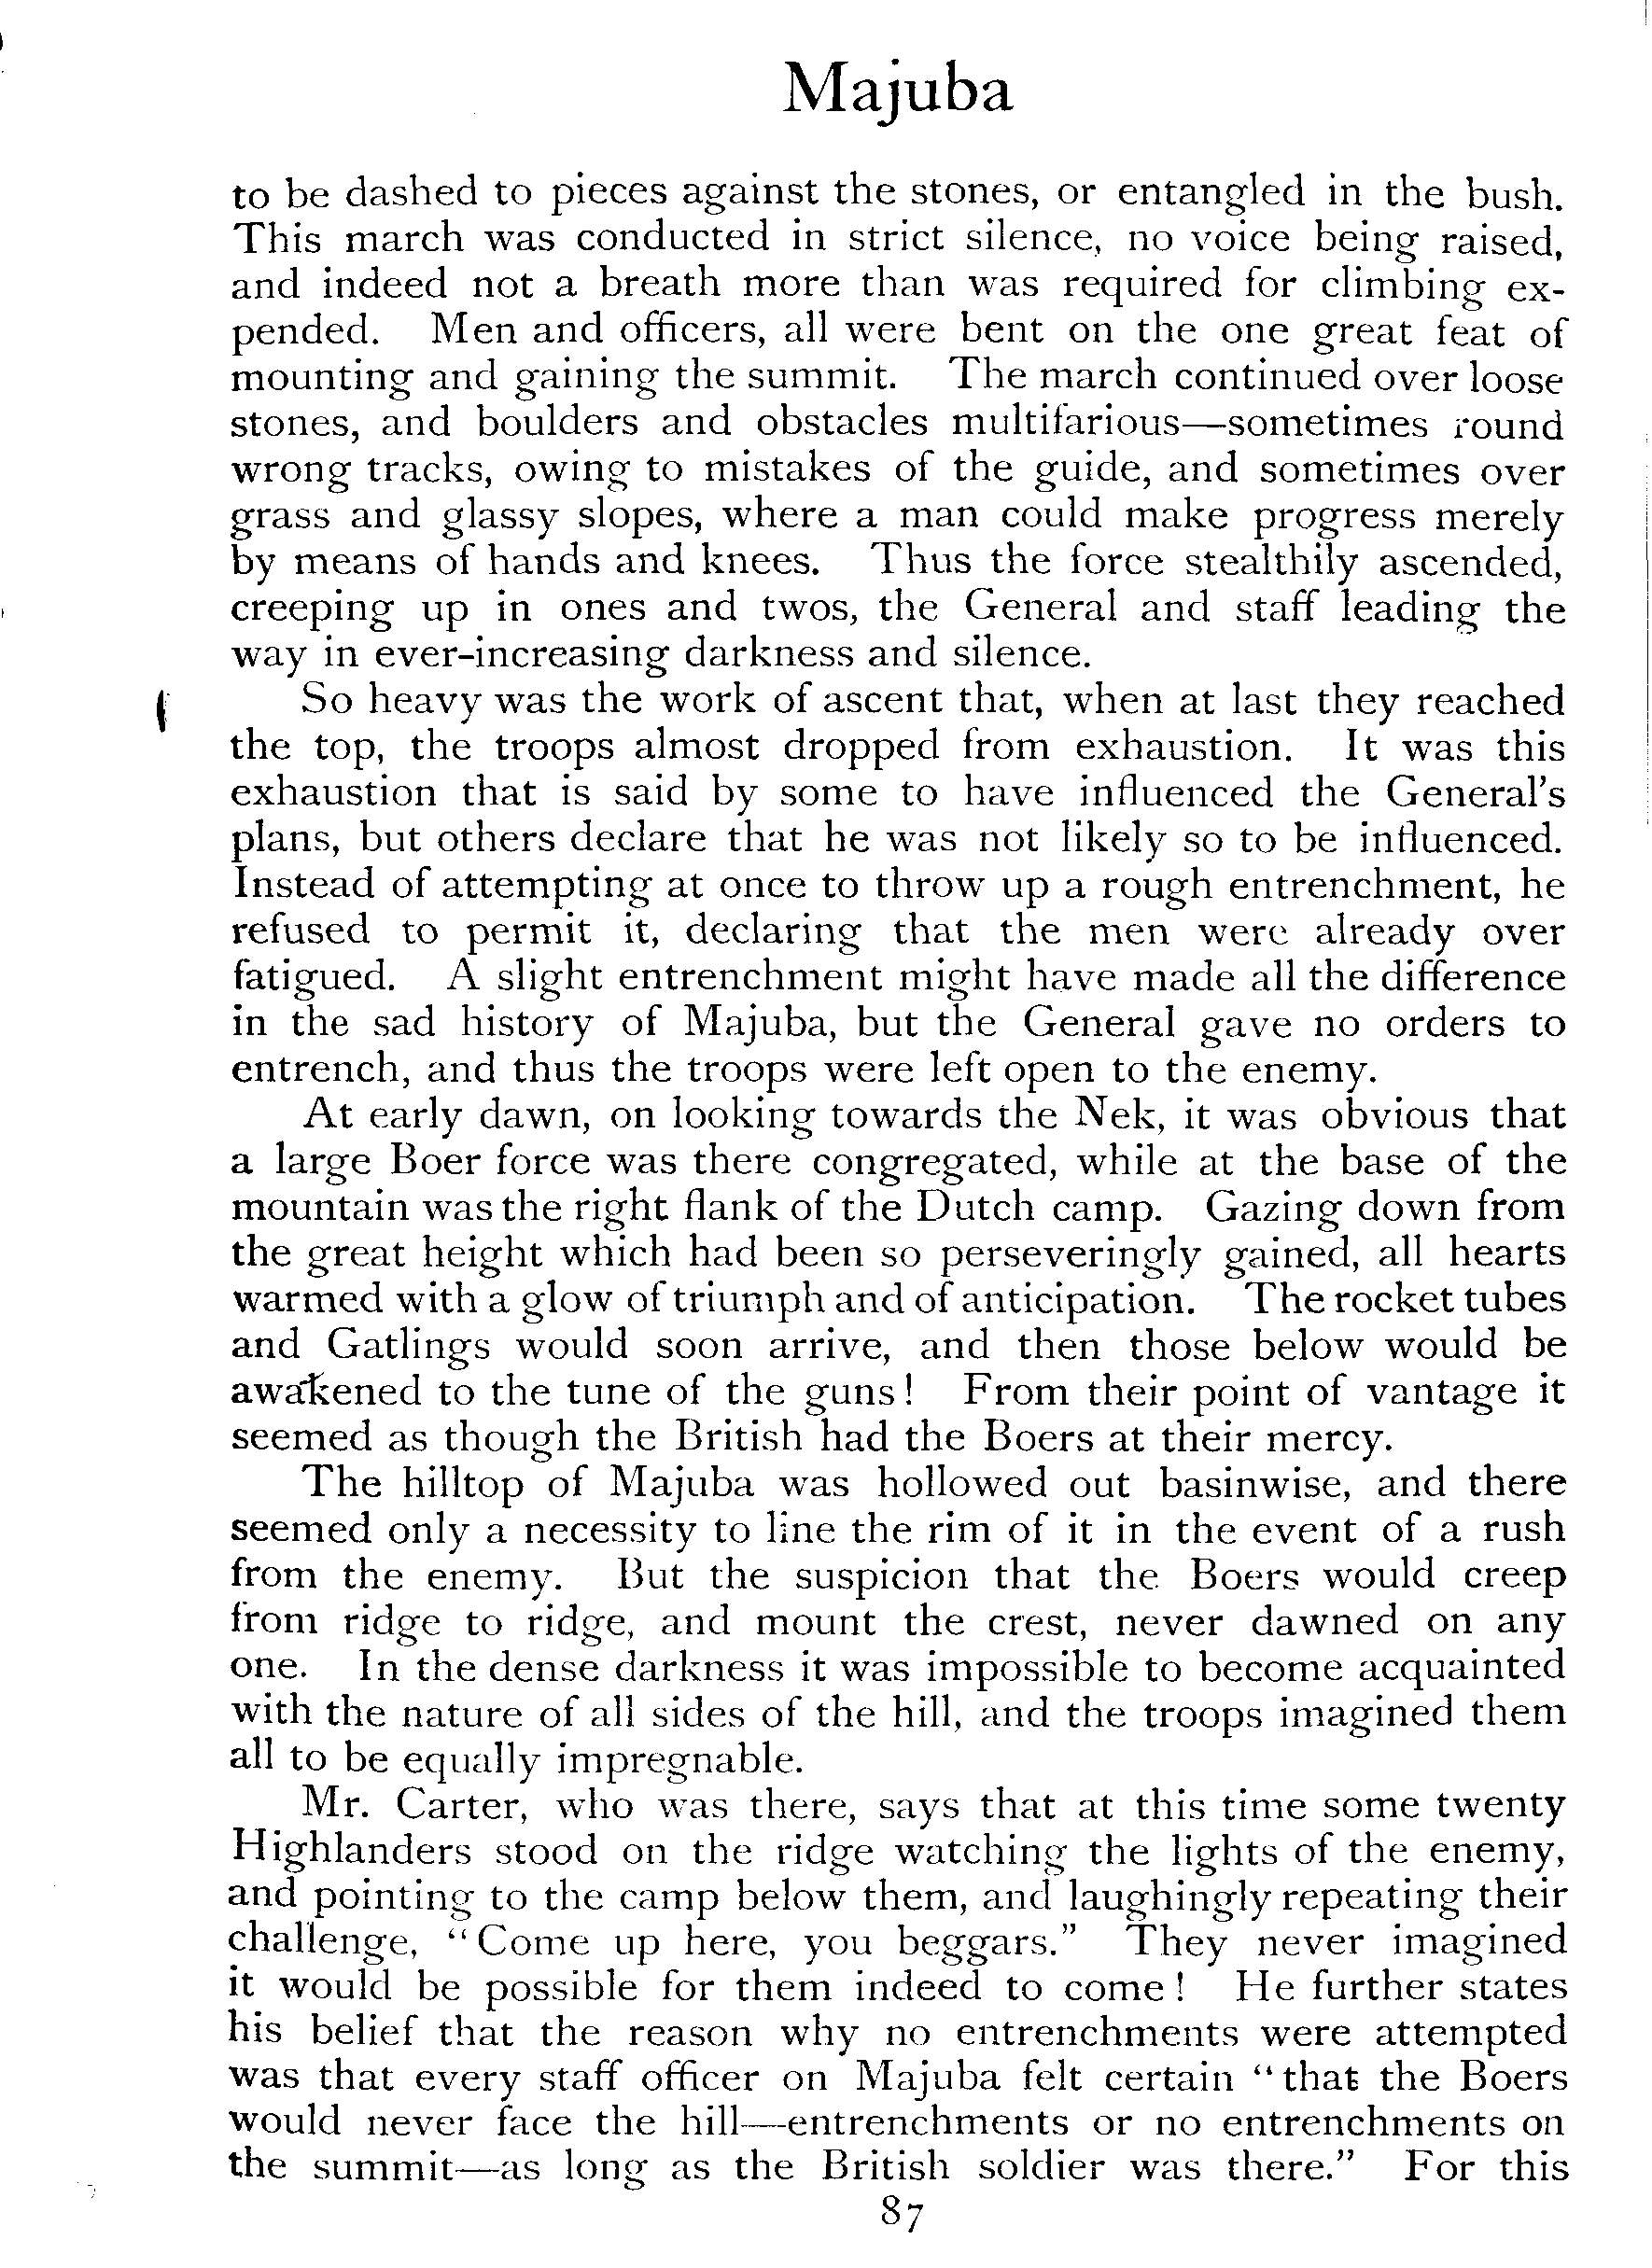 Majuba
to be dashed to pieces against the stones, or entangled in the bush.
This march was conducted in strict silence, no voice being raised,
and indeed not a breath more than was required for climbing ex-
pended. Men and officers, all were bent on the one great feat of
mounting and gaining the summit. The march continued over loose
stones, and boulders and obstacles multifarious—sometimes round
wrong tracks, owing to mistakes of the guide, and sometimes over
grass and glassy slopes, where a man could make progress merely
by means of hands and knees. Thus the force stealthily ascended,
creeping up in ones and twos, the General and staff leading the
way in ever-increasing darkness and silence.
So heavy was the work of ascent that, when at last they reached
the top, the troops almost dropped from exhaustion. It was this
exhaustion that is said by some to have influenced the General's
plans, but others declare that he was not likely so to be influenced.
Instead of attempting at once to throw up a rough entrenchment, he
refused to permit it, declaring that the men were already over
fatigued. A slight entrenchment might have made all the difference
in the sad history of Majuba, but the General gave no orders to
entrench, and thus the troops were left open to the enemy.
At early dawn, on looking towards the Nek, it was obvious that
a large Boer force was there congregated, while at the base of the
mountain was the right flank of the Dutch camp. Gazing down from
the great height which had been so perseveringly gained, all hearts
warmed with a glow of triumph and of anticipation. The rocket tubes
and Gatlings would soon arrive, and then those below would be
awakened to the tune of the guns! From their point of vantage it
seemed as though the British had the Boers at their mercy.
The hilltop of Majuba was hollowed out basinwise, and there
seemed only a necessity to line the rim of it in the event of a rush
from the enemy. But the suspicion that the Boers would creep
from ridge to ridge, and mount the crest, never dawned on any
one. In the dense darkness it was impossible to become acquainted
with the nature of all sides of the hill, and the troops imagined them
all to be equally impregnable.
Mr. Carter, who was there, says that at this time some twenty
Highlanders stood on the ridge watching the lights of the enemy,
and pointing to the camp below them, and laughingly repeating their
challenge, "Come up here, you beggars." They never imagined
it would be possible for them indeed to come! He further states
his belief that the reason why no entrenchments were attempted
was that every staff officer on Majuba felt certain "that the Boers
would never face the hill—entrenchments or no entrenchments on
the summit—as long as the British soldier was there." For this
87